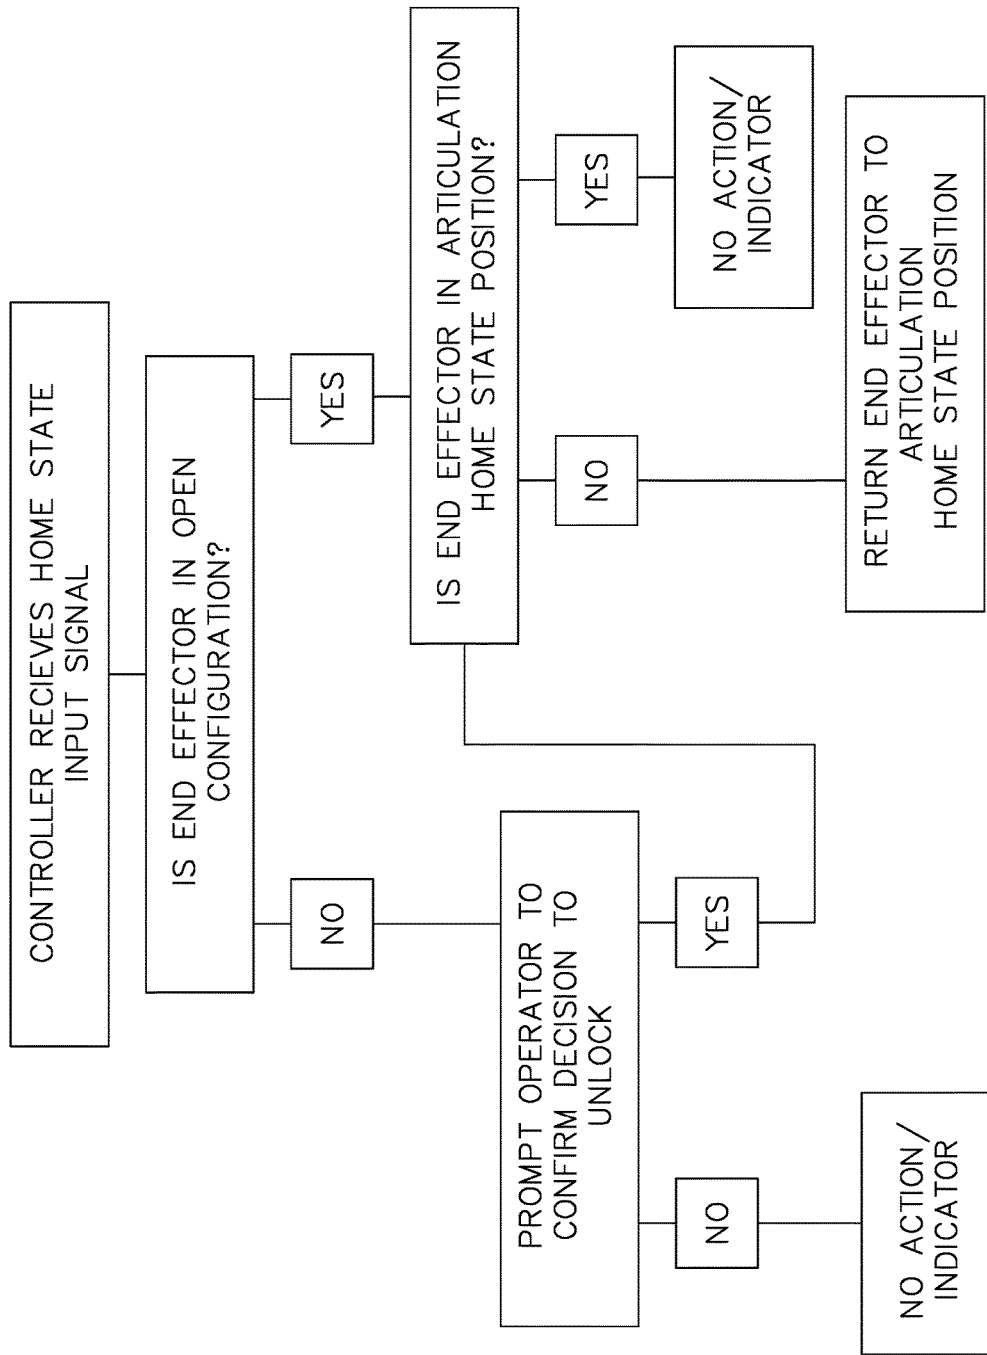 CONTROLLER RECIEVES HOME STATE
INPUT SIGNAL
IS END EFFECTOR IN OPEN
CONFIGURATION?
NO
YES
PROMPT OPERATOR TO
CONFIRM DECISION TO
UNLOCK
NO
YES
NO ACTION/
INDICATOR
IS END EFFECTOR IN ARTICULATION
HOME STATE POSITION?
NO
YES
RETURN END EFFECTOR TO
ARTICULATION
HOME STATE POSITION
NO ACTION/
INDICATOR